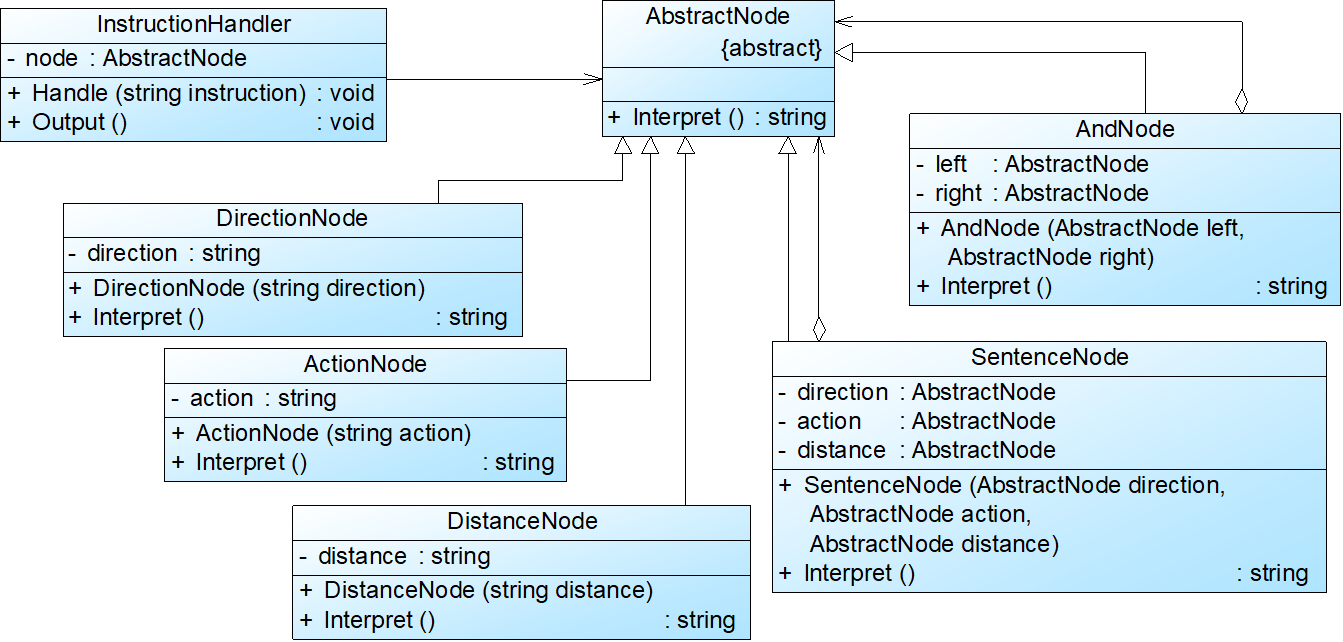 InstructionHandler
- node : AbstractNode
+ Handle (string instruction) : void
+ Output () : void
AbstractNode
{abstract}
+ Interpret () : string
AndNode
- left : AbstractNode
- right : AbstractNode
+ AndNode (AbstractNode left,
AbstractNode right)
+ Interpret () : string
DirectionNode
- direction : string
+ DirectionNode (string direction)
+ Interpret () : string
ActionNode
- action : string
+ ActionNode (string action)
+ Interpret () : string
SentenceNode
- direction : AbstractNode
- action : AbstractNode
- distance : AbstractNode
+ SentenceNode (AbstractNode direction,
AbstractNode action,
AbstractNode distance)
+ Interpret () : string
DistanceNode
- distance : string
+ DistanceNode (string distance)
+ Interpret () : string